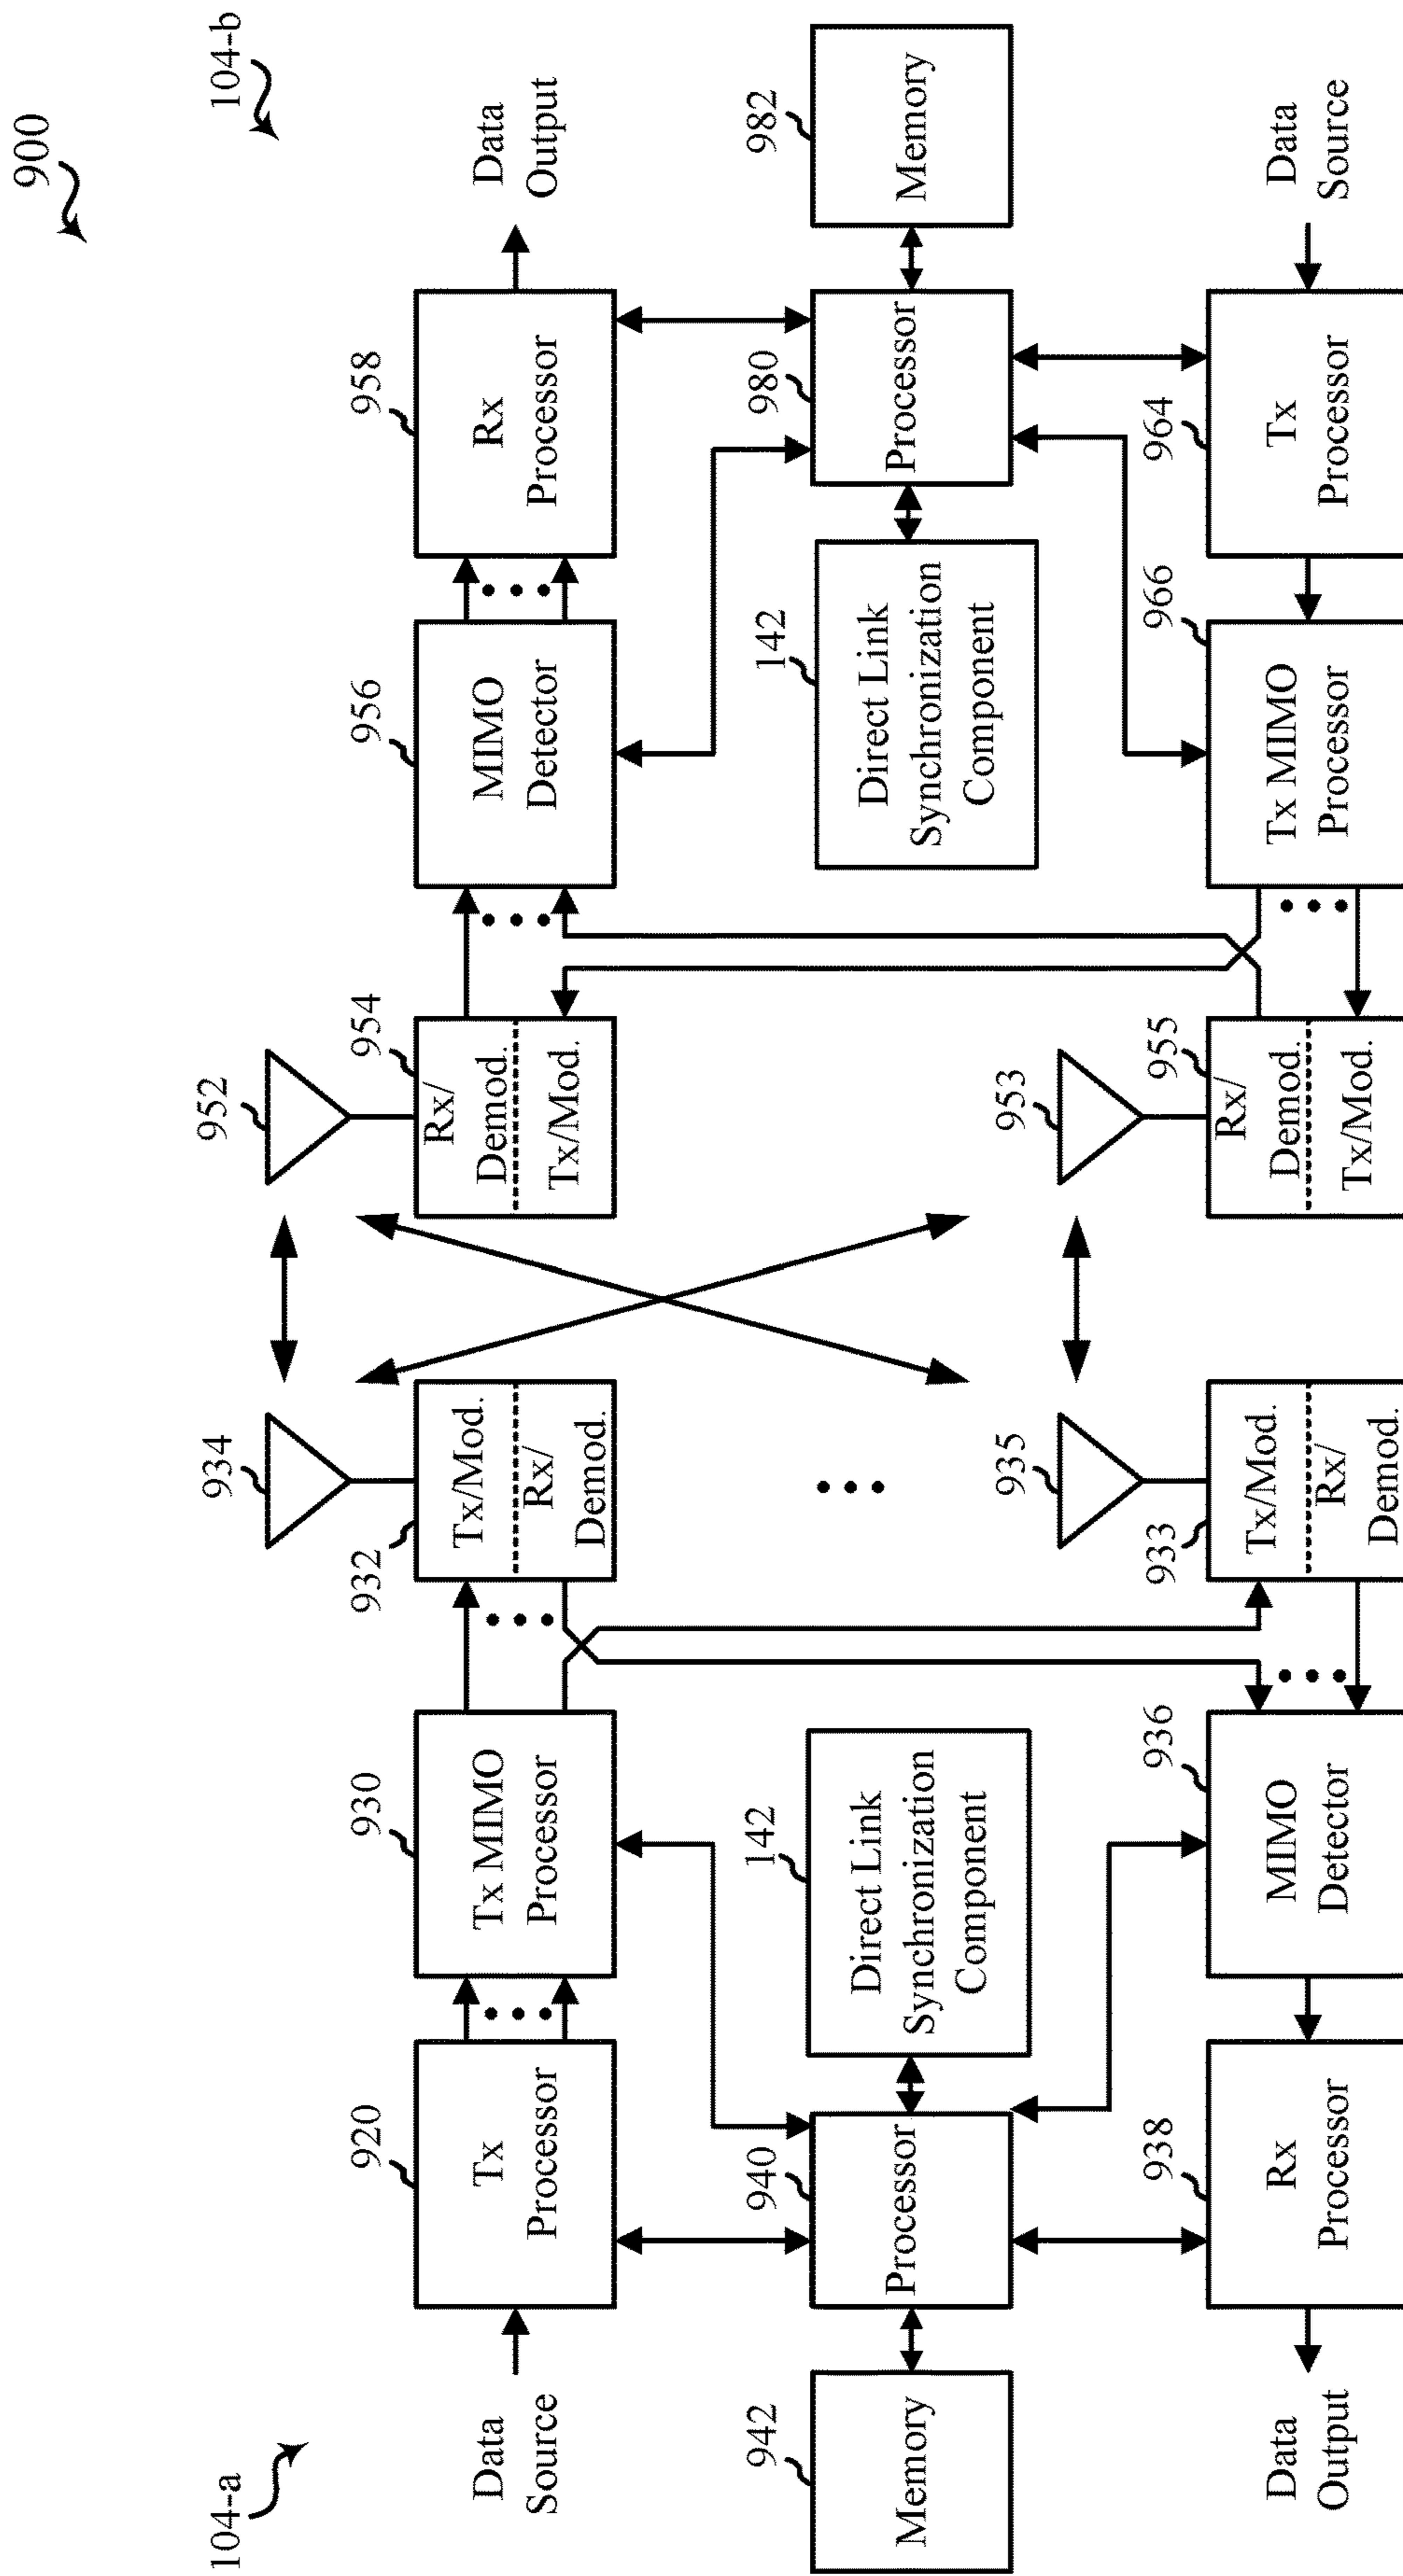 900
104-a
104-b
Data
Source
920
Tx
Processor
930
Tx MIMO
Processor
932
Tx/Mod.
Rx/
Demod.
934
952
954
Rx/
Demod.
Tx/Mod.
956
MIMO
Detector
958
Rx
Processor
Data
Output
942
Memory
940
Processor
142
Direct Link
Synchronization
Component
142
Direct Link
Synchronization
Component
980
Processor
982
Memory
Data
Output
938
Rx
Processor
936
MIMO
Detector
933
Tx/Mod.
Rx/
Demod.
935
953
955
Rx/
Demod.
Tx/Mod.
966
Tx MIMO
Processor
964
Tx
Processor
Data
Source